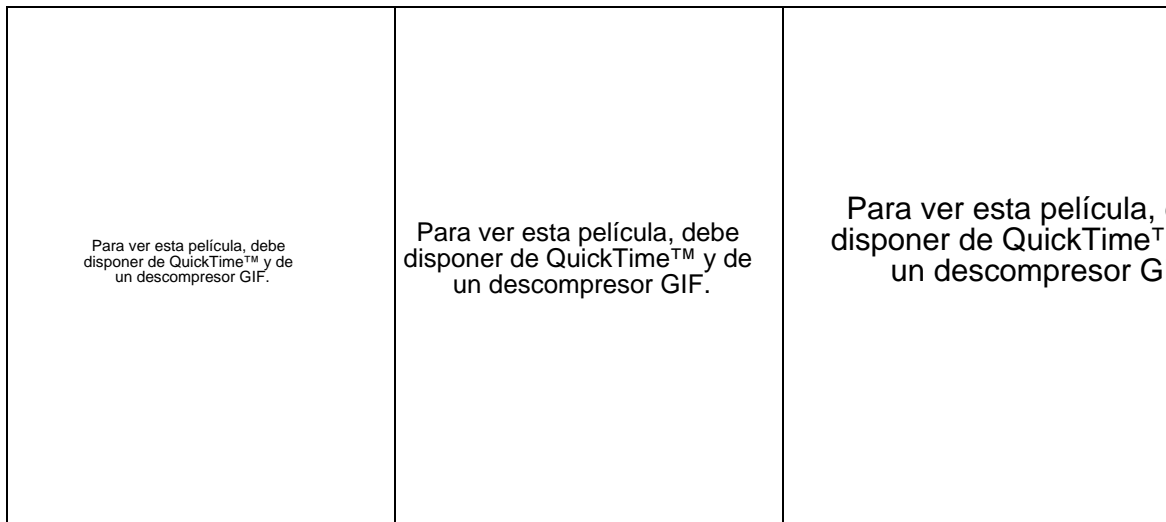 Para ver esta película, debe
disponer de QuickTime™ y de
un descompresor GIF.
Para ver esta película, debe
disponer de QuickTime™ y de
un descompresor GIF.
Para ver esta película,
disponer de QuickTime
un descompresor G